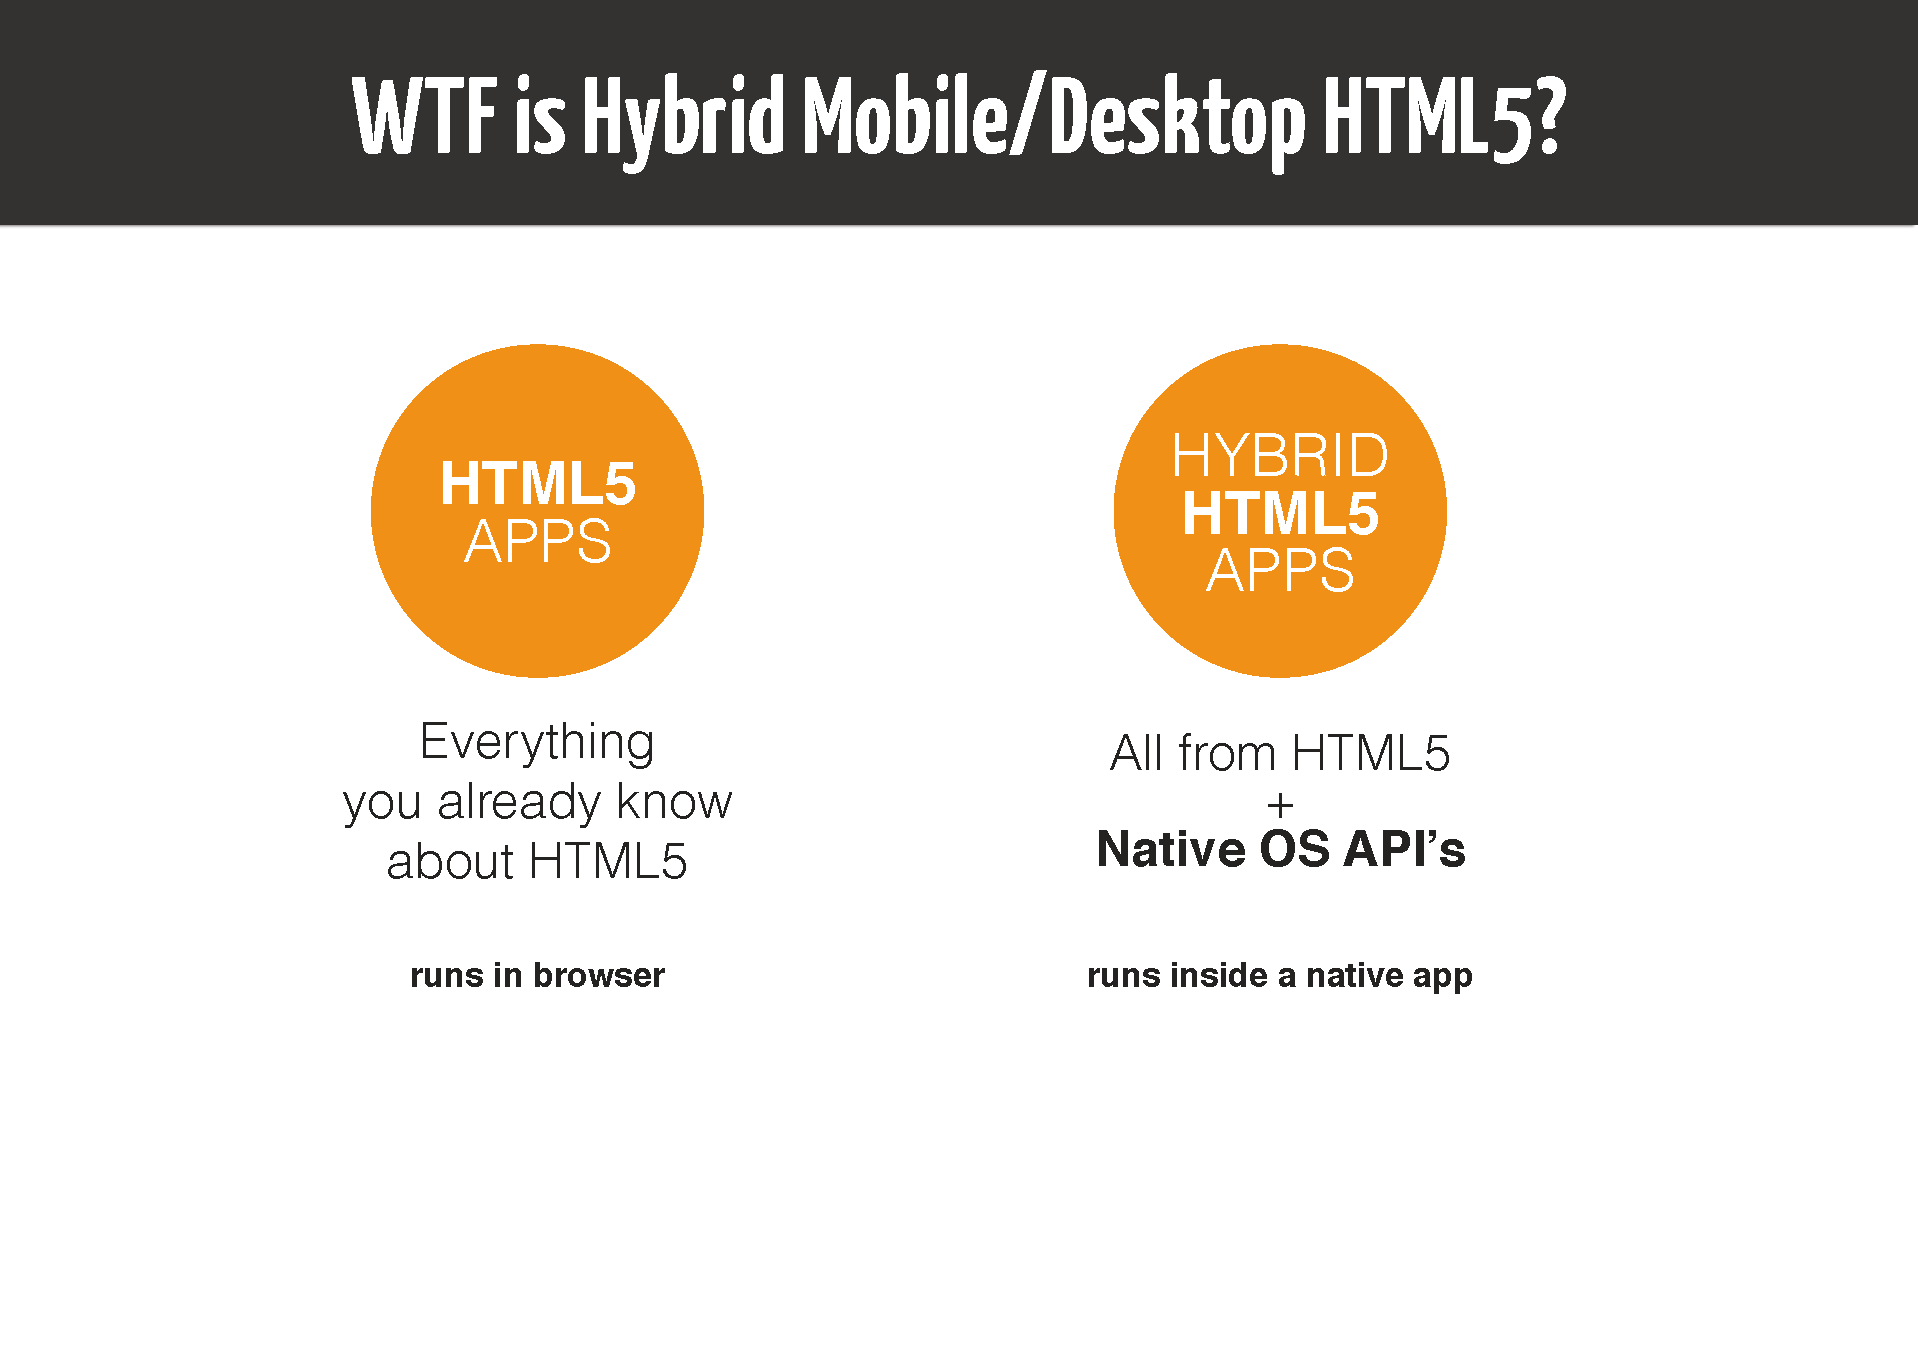 WTF is Hybrid Mobile/Desktop HTML5?
HTML5
APPS
Everything
you already know
about HTML5
runs in browser
HYBRID
HTML5
APPS
All from HTML5
+
Native OS API’s
runs inside a native app